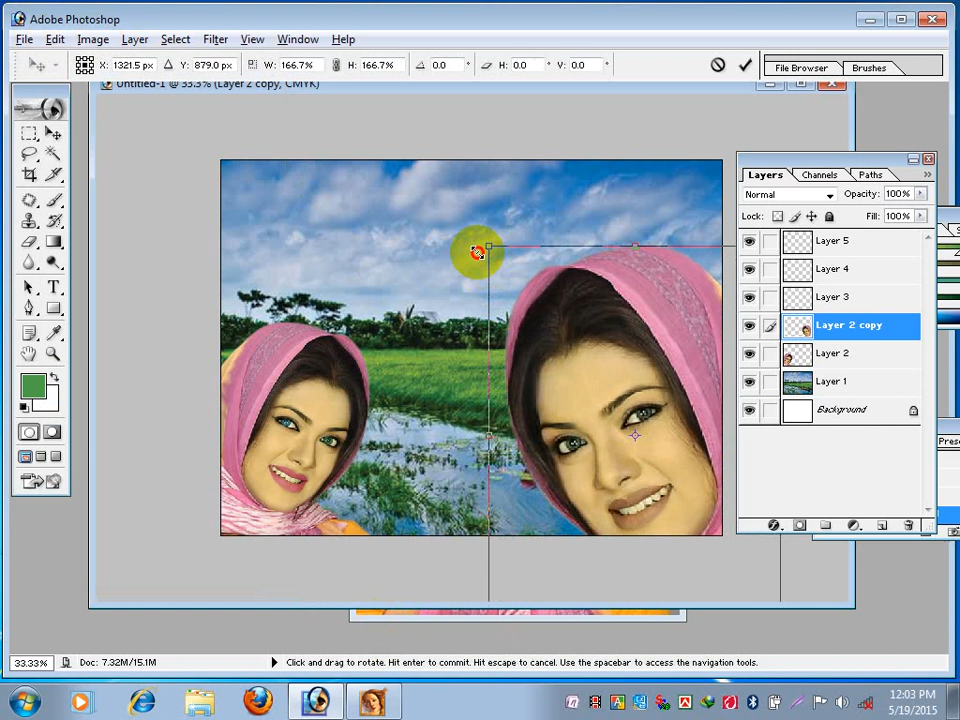 Adobe Photoshop
File Edit Image Layer Select Filter View Window Help
X: 1321.5 px Y: 879.0 px W: 166.7% H: 166.7% 0.0 ° H: 0.0 ° V: 0.0 °
File Browser Brushes
Untitled-1 @ 33.3% (Layer 2 copy, CMYK)
Layers Channels Paths
Normal Opacity: 100%
Lock: Fill: 100%
Layer 5
Layer 4
Layer 3
Layer 2 copy
Layer 2
Layer 1
Background
Prese
33.33% Doc: 7.32M/15.1M Click and drag to rotate. Hit enter to commit. Hit escape to cancel. Use the spacebar to access the navigation tools.
12:03 PM
5/19/2015